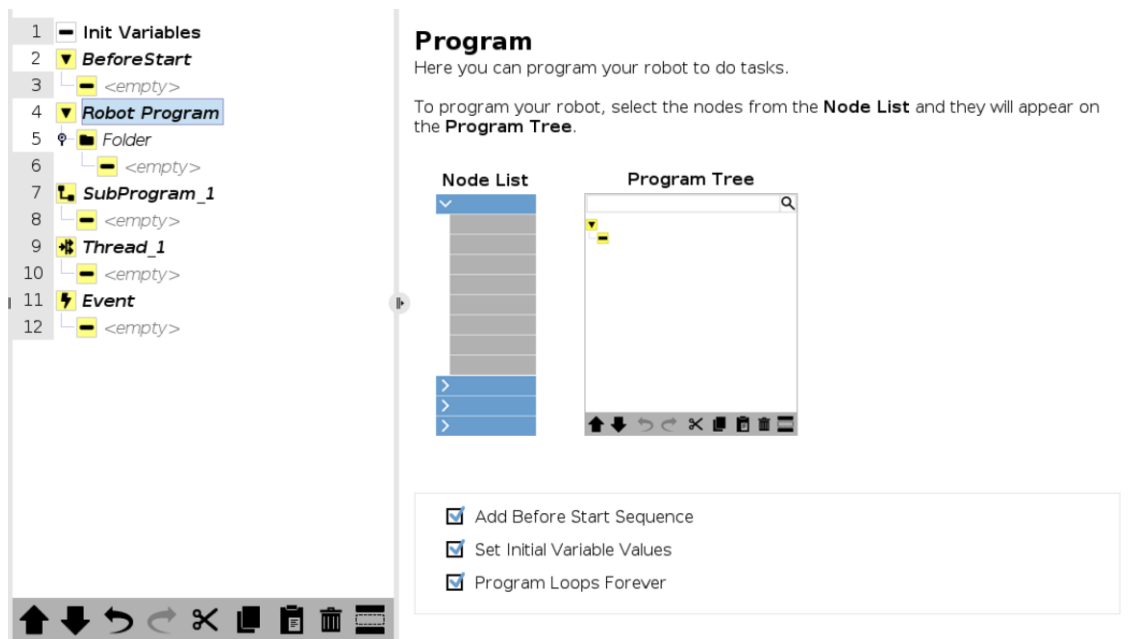 1 Init Variables
2 BeforeStart
3 <empty>
4 Robot Program
5 Folder
6 <empty>
7 SubProgram_1
8 <empty>
9 Thread_1
10 <empty>
11 Event
12 <empty>
Program
Here you can program your robot to do tasks.
To program your robot, select the nodes from the Node List and they will appear on
the Program Tree.
Node List
Program Tree
Add Before Start Sequence
Set Initial Variable Values
Program Loops Forever